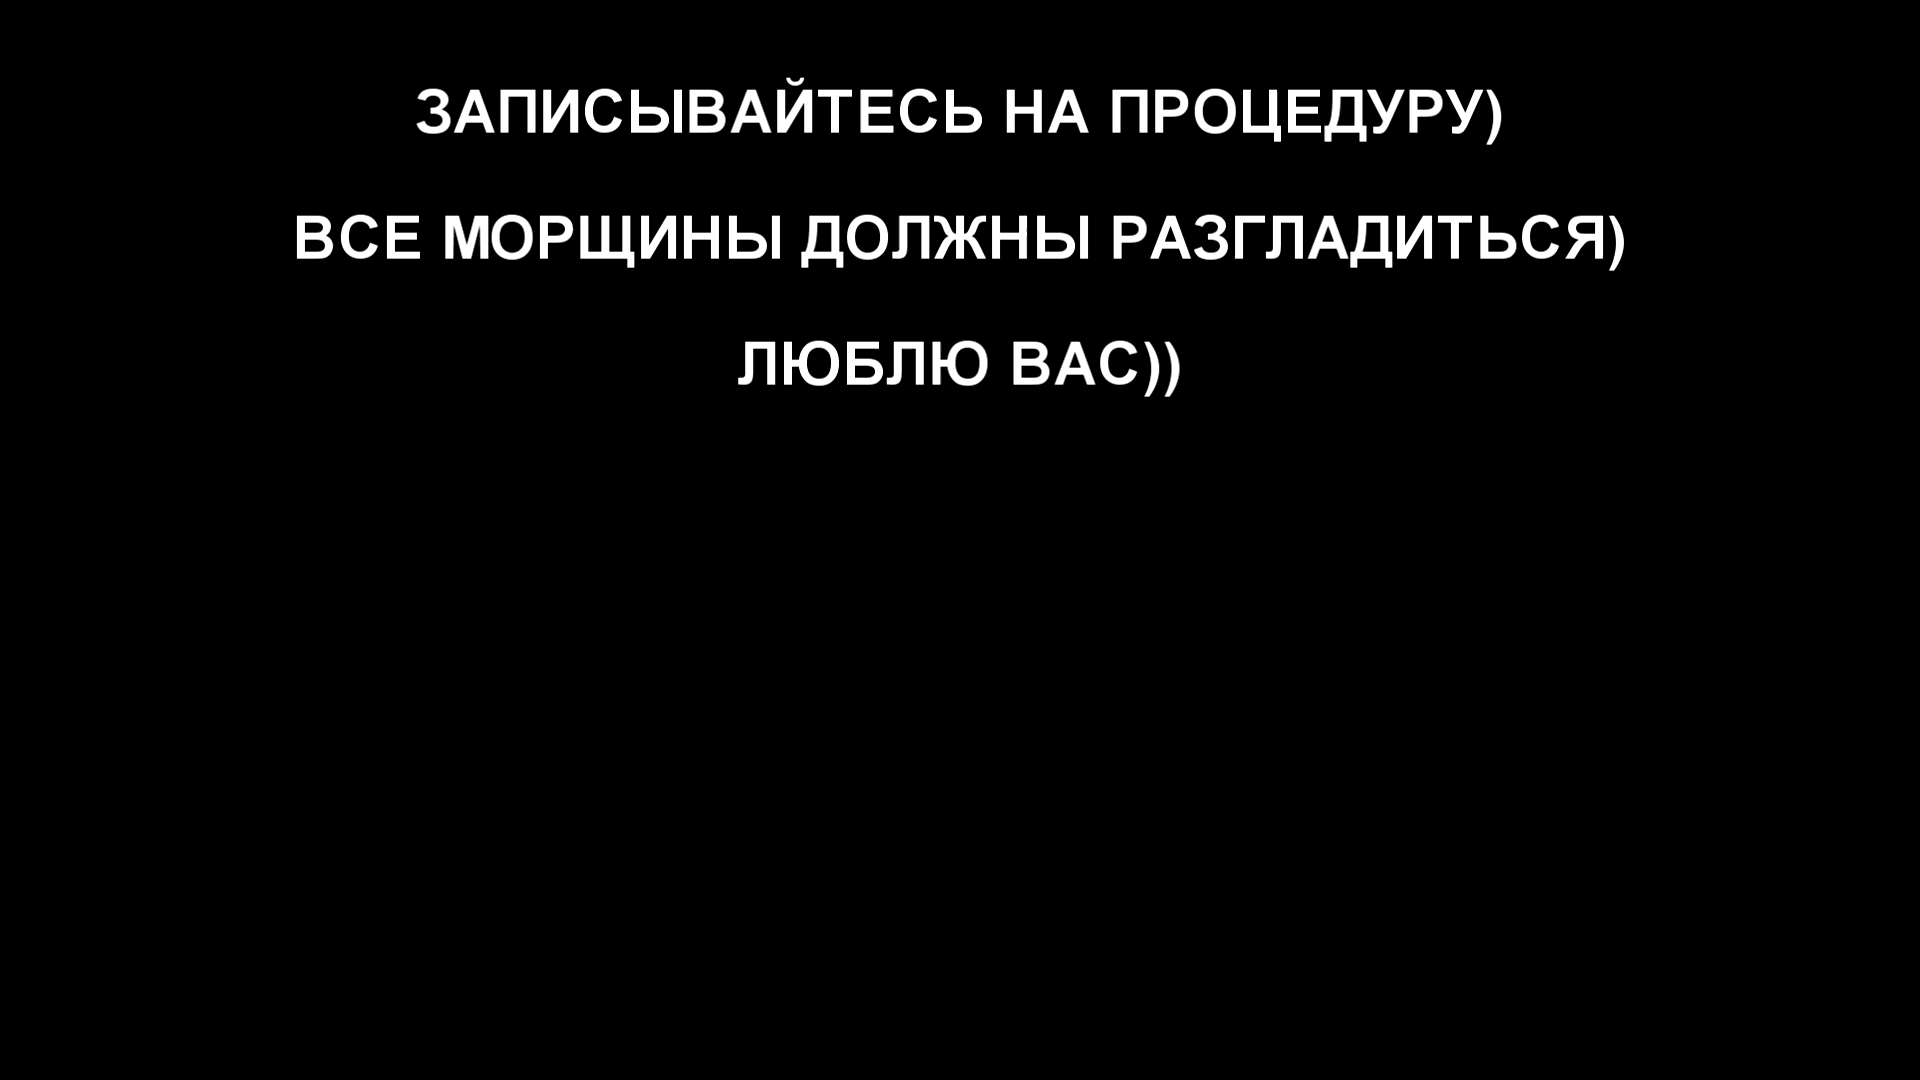 ЗАПИСЫВАЙТЕСЬ НА ПРОЦЕДУРУ)
ВСЕ МОРЩИНЫ ДОЛЖНЫ РАЗГЛАДИТЬСЯ)
ЛЮБЛЮ ВАС))